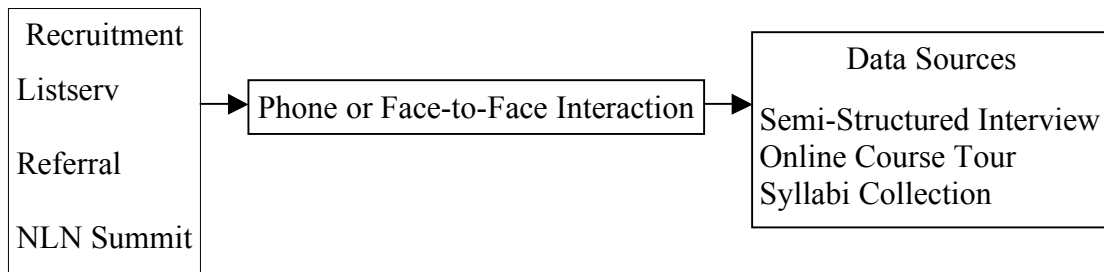 Recruitment
Listserv
Referral
NLN Summit
Phone or Face-to-Face Interaction
Data Sources
Semi-Structured Interview
Online Course Tour
Syllabi Collection